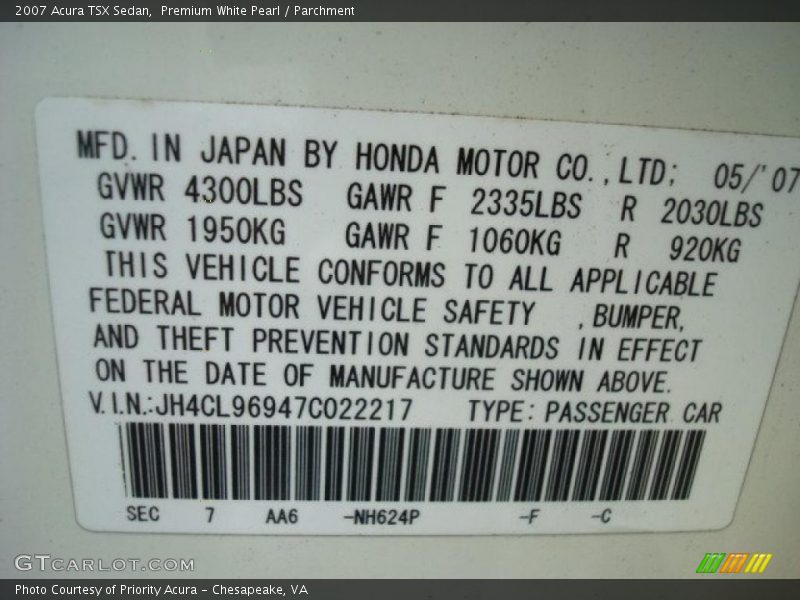 2007 Acura TSX Sedan,  Premium White Pearl / Parchment
MFD. IN JAPAN BY HONDA MOTOR CO.,LTD; 05/'07
GVWR 4300LBS GAWR F 2335LBS R 2030LBS
GVWR 1950KG GAWR F 1060KG R 920KG
THIS VEHICLE CONFORMS TO ALL APPLICABLE
FEDERAL MOTOR VEHICLE SAFETY ,BUMPER,
AND THEFT PREVENTION STANDARDS IN EFFECT
ON THE DATE OF MANUFACTURE SHOWN ABOVE.
V.I.N.:JH4CL96947C022217 TYPE: PASSENGER CAR
SEC 7 AA6 -NH624P -F -C
GTCARLOT.COM
Photo Courtesy of Priority Acura - Chesapeake, VA